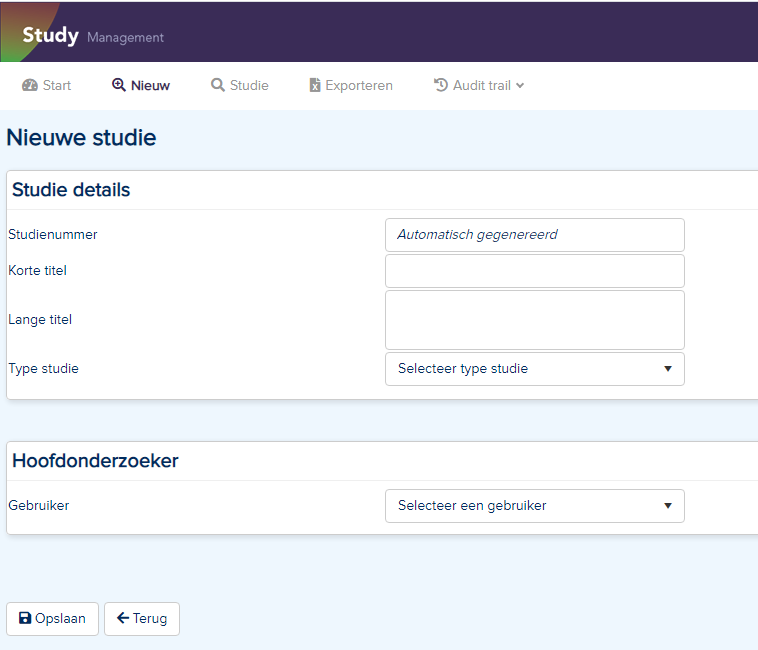 Study Management
Start Nieuw Studie Exporteren Audit trail
Nieuwe studie
Studie details
Studienummer Automatisch gegenereerd
Korte titel
Lange titel
Type studie Selecteer type studie
Hoofdonderzoeker
Gebruiker Selecteer een gebruiker
Opslaan Terug